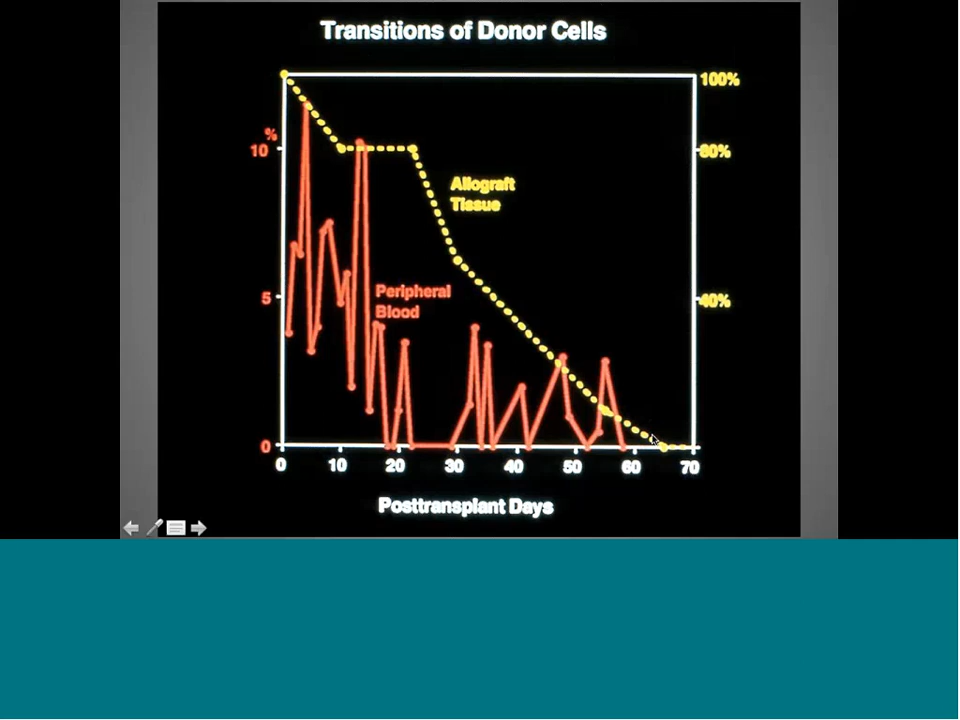 Transitions of Donor Cells
100%
%
10
80%
Allograft
Tissue
Peripheral
Blood
5
40%
0
0 10 20 30 40 50 60 70
Posttransplant Days